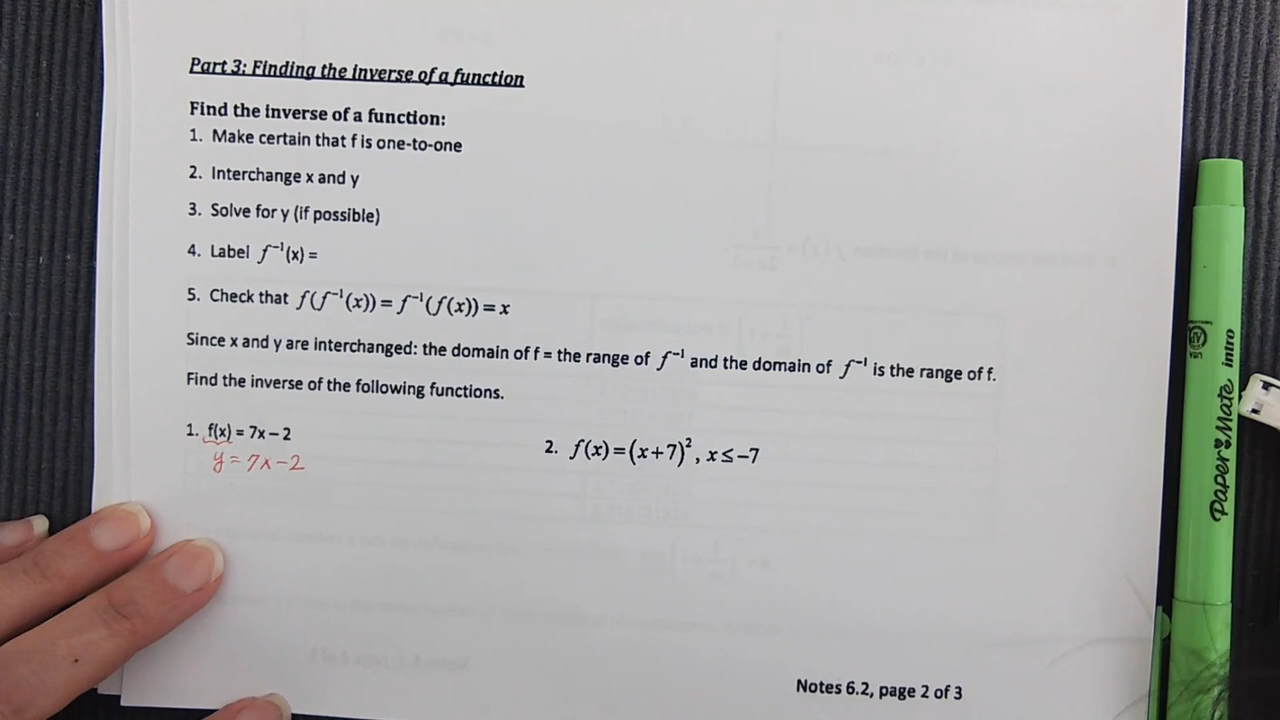 Part 3: Finding the inverse of a function
Find the inverse of a function:
1. Make certain that f is one-to-one
2. Interchange x and y
3. Solve for y (if possible)
4. Label f⁻¹(x) =
5. Check that f(f⁻¹(x)) = f⁻¹(f(x)) = x
Since x and y are interchanged: the domain of f = the range of f⁻¹ and the domain of f⁻¹ is the range of f.
Find the inverse of the following functions.
1. f(x) = 7x – 2
y = 7x – 2
2. f(x) = (x+7)², x ≤ –7
Notes 6.2, page 2 of 3
Paper Mate intro